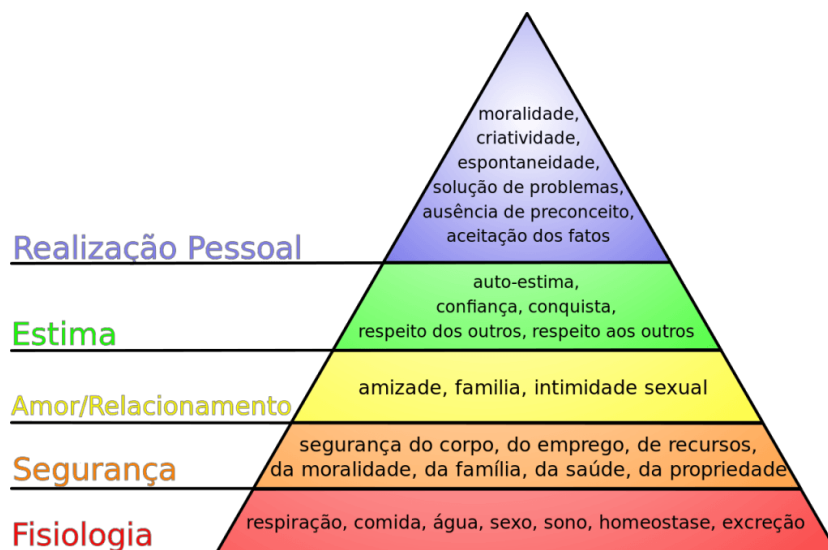 moralidade,
criatividade,
espontaneidade,
solução de problemas,
ausência de preconceito,
aceitação dos fatos
Realização Pessoal
auto-estima,
confiança, conquista,
respeito dos outros, respeito aos outros
Estima
amizade, familia, intimidade sexual
Amor/Relacionamento
segurança do corpo, do emprego, de recursos,
da moralidade, da família, da saúde, da propriedade
Segurança
respiração, comida, água, sexo, sono, homeostase, excreção
Fisiologia